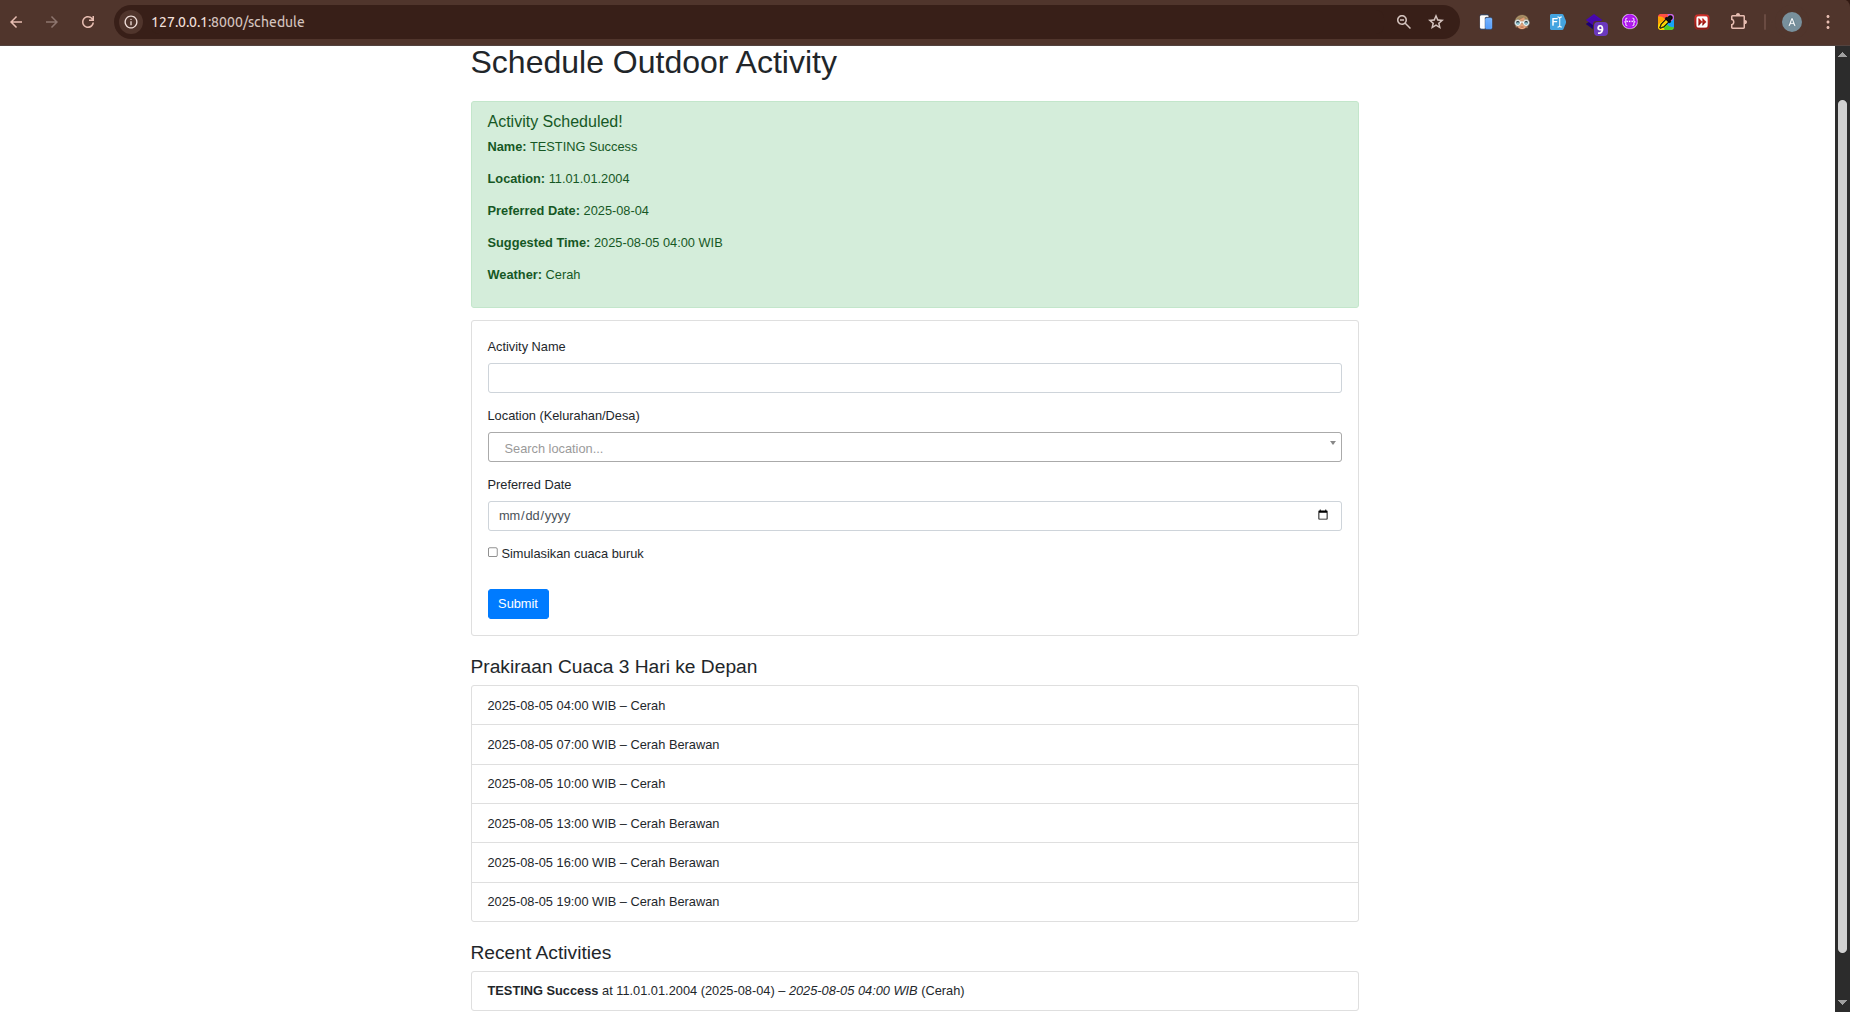 127.0.0.1:8000/schedule
9
A
Schedule Outdoor Activity
Activity Scheduled!
Name: TESTING Success
Location: 11.01.01.2004
Preferred Date: 2025-08-04
Suggested Time: 2025-08-05 04:00 WIB
Weather: Cerah
Activity Name
Location (Kelurahan/Desa)
Search location...
Preferred Date
mm/dd/yyyy
Simulasikan cuaca buruk
Submit
Prakiraan Cuaca 3 Hari ke Depan
2025-08-05 04:00 WIB – Cerah
2025-08-05 07:00 WIB – Cerah Berawan
2025-08-05 10:00 WIB – Cerah
2025-08-05 13:00 WIB – Cerah Berawan
2025-08-05 16:00 WIB – Cerah Berawan
2025-08-05 19:00 WIB – Cerah Berawan
Recent Activities
TESTING Success at 11.01.01.2004 (2025-08-04) – 2025-08-05 04:00 WIB (Cerah)